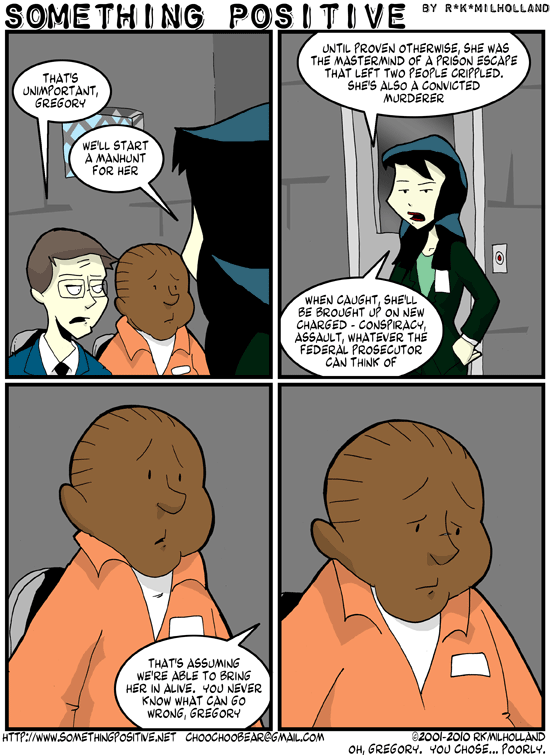 SOMETHING POSITIVE BY R*K*MILHOLLAND
THAT'S
UNIMPORTANT,
GREGORY
WE'LL START
A MANHUNT
FOR HER
UNTIL PROVEN OTHERWISE, SHE WAS
THE MASTERMIND OF A PRISON ESCAPE
THAT LEFT TWO PEOPLE CRIPPLED.
SHE'S ALSO A CONVICTED
MURDERER
WHEN CAUGHT, SHE'LL
BE BROUGHT UP ON NEW
CHARGED - CONSPIRACY,
ASSAULT, WHATEVER THE
FEDERAL PROSECUTOR
CAN THINK OF
THAT'S ASSUMING
WE'RE ABLE TO BRING
HER IN ALIVE. YOU NEVER
KNOW WHAT CAN GO
WRONG, GREGORY
HTTP://WWW.SOMETHINGPOSITIVE.NET CHOOCHOOBEAR@GMAIL.COM ©2001-2010 RKMILHOLLAND
OH, GREGORY. YOU CHOSE... POORLY.